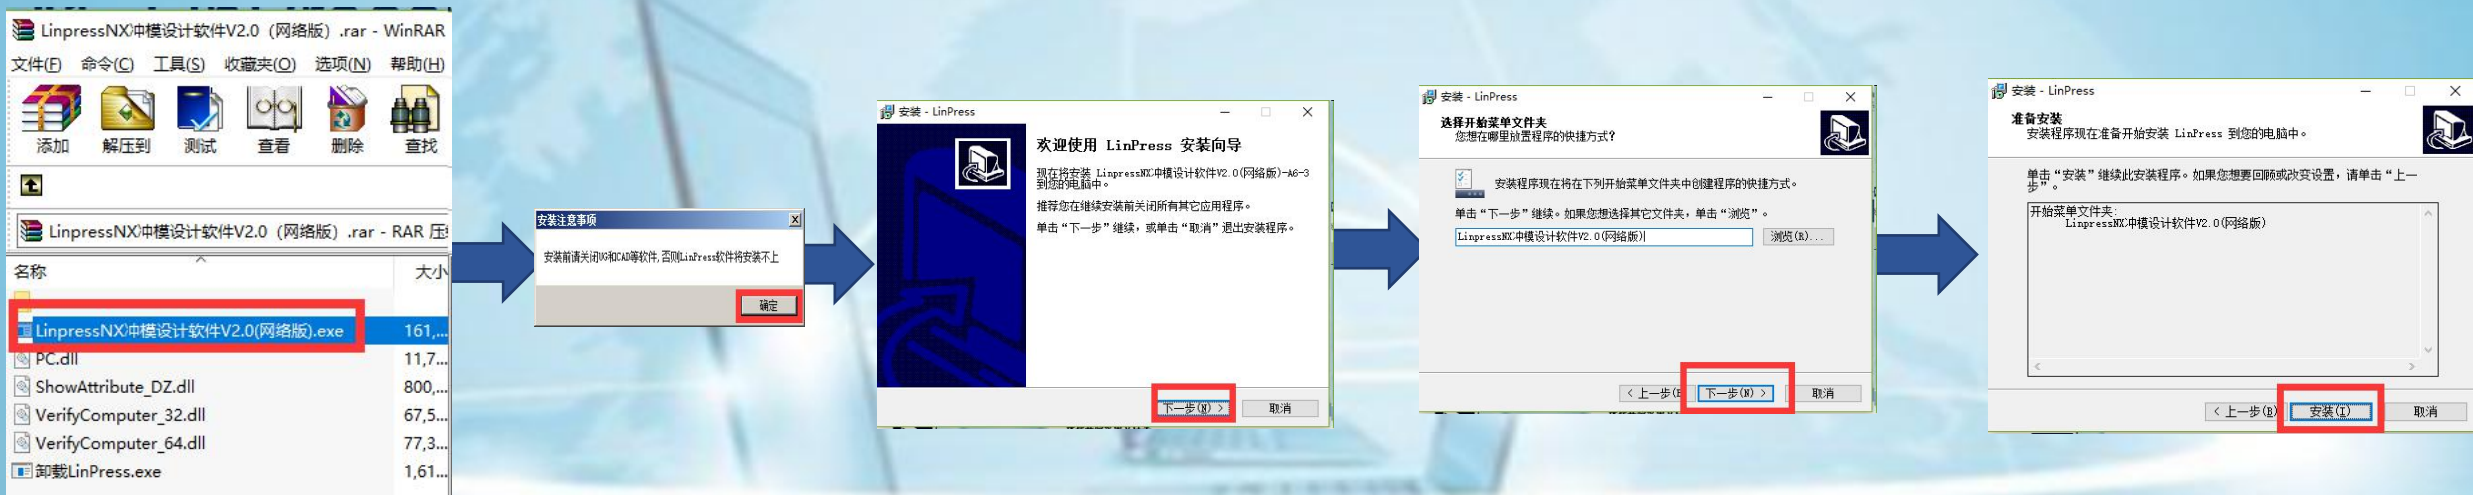 LinpressNX冲模设计软件V2.0（网络版）.rar - WinRAR
文件(F) 命令(C) 工具(S) 收藏夹(O) 选项(N) 帮助(H)
添加 解压到 测试 查看 删除 查找
LinpressNX冲模设计软件V2.0（网络版）.rar - RAR 压
名称 大小
LinpressNX冲模设计软件V2.0(网络版).exe 161,...
PC.dll 11,7...
ShowAttribute_DZ.dll 800,...
VerifyComputer_32.dll 67,5...
VerifyComputer_64.dll 77,3...
卸载LinPress.exe 1,61...
安装注意事项
安装前请关闭UG和CAD等软件,否则LinPress软件将安装不上
确定
安装 - LinPress
欢迎使用 LinPress 安装向导
现在将安装 LinpressNX冲模设计软件V2.0(网络版)-A6-3
到您的电脑中。
推荐您在继续安装前关闭所有其它应用程序。
单击“下一步”继续，或单击“取消”退出安装程序。
下一步(N) > 取消
安装 - LinPress
选择开始菜单文件夹
您想在哪里放置程序的快捷方式?
安装程序现在将在下列开始菜单文件夹中创建程序的快捷方式。
单击“下一步”继续。如果您想选择其它文件夹，单击“浏览”。
LinpressNX冲模设计软件V2.0(网络版) 浏览(R)...
< 上一步(B 下一步(N) > 取消
安装 - LinPress
准备安装
安装程序现在准备开始安装 LinPress 到您的电脑中。
单击“安装”继续此安装程序。如果您想要回顾或改变设置，请单击“上一
步”。
开始菜单文件夹:
LinpressNX冲模设计软件V2.0(网络版)
< 上一步(B) 安装(I) 取消